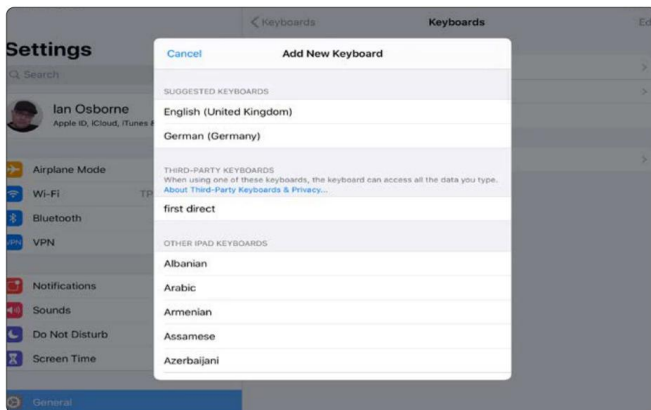 Keyboards
Keyboards
Ed
Settings
Search
Ian Osborne
Apple ID, iCloud, iTunes &
Airplane Mode
Wi-Fi
TP
Bluetooth
VPN
VPN
Notifications
Sounds
Do Not Disturb
Screen Time
General
Cancel
Add New Keyboard
SUGGESTED KEYBOARDS
English (United Kingdom)
German (Germany)
THIRD-PARTY KEYBOARDS
When using one of these keyboards, the keyboard can access all the data you type.
About Third-Party Keyboards & Privacy...
first direct
OTHER IPAD KEYBOARDS
Albanian
Arabic
Armenian
Assamese
Azerbaijani